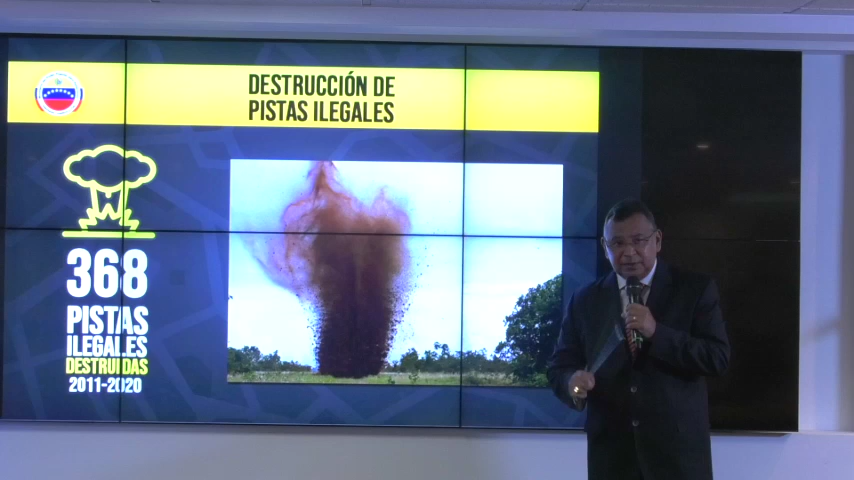 DESTRUCCIÓN DE
PISTAS ILEGALES
368
PISTAS
ILEGALES
DESTRUIDAS
2011-2020